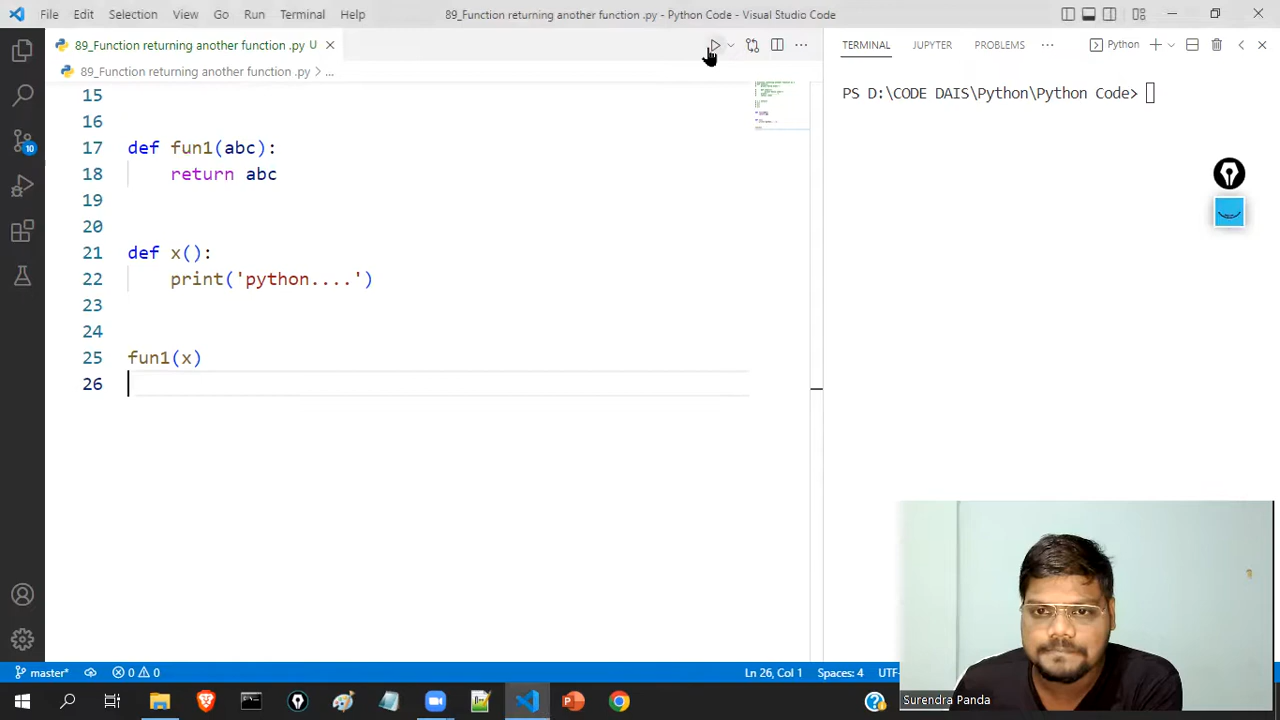 File Edit Selection View Go Run Terminal Help
89_Function returning another function .py - Python Code - Visual Studio Code
89_Function returning another function .py U
89_Function returning another function .py > ...
15
16
17 def fun1(abc):
18 return abc
19
20
21 def x():
22 print('python....')
23
24
25 fun1(x)
26
TERMINAL JUPYTER PROBLEMS ...
Python
PS D:\CODE DAIS\Python\Python Code>
10
master* 0 0
Ln 26, Col 1 Spaces: 4 UTF-
Surendra Panda